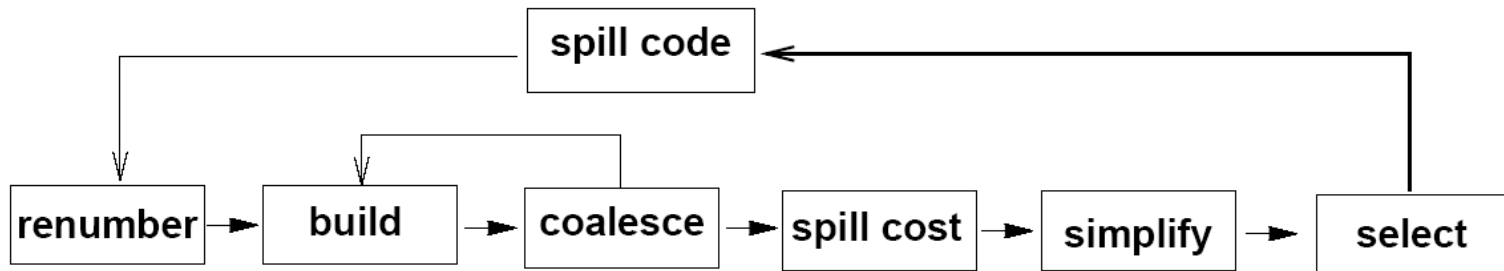 spill code
renumber
build
coalesce
spill cost
simplify
select